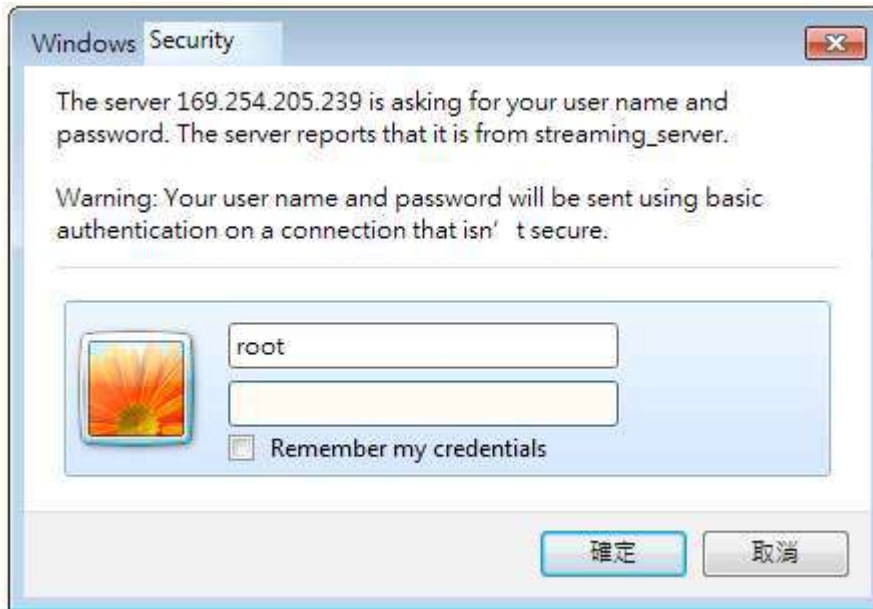 Windows Security
The server 169.254.205.239 is asking for your user name and
password. The server reports that it is from streaming_server.
Warning: Your user name and password will be sent using basic
authentication on a connection that isn’ t secure.
root
Remember my credentials
確定
取消